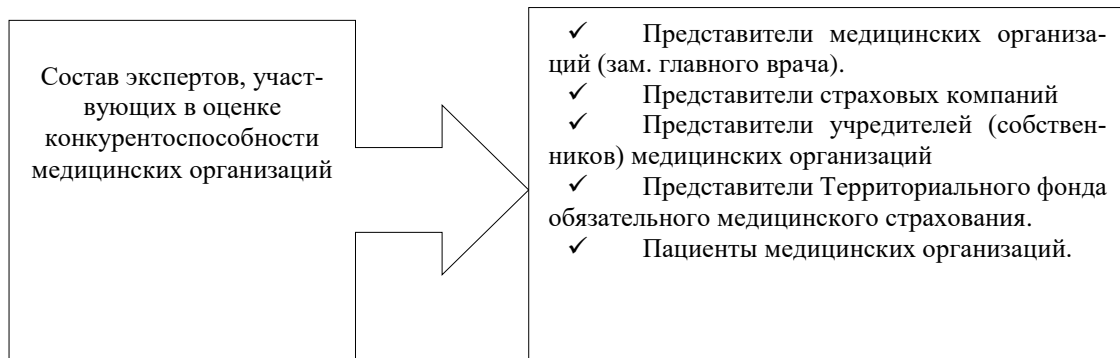 Состав экспертов, участ-
вующих в оценке
конкурентоспособности
медицинских организаций
✓ Представители медицинских организа-
ций (зам. главного врача).
✓ Представители страховых компаний
✓ Представители учредителей (собствен-
ников) медицинских организаций
✓ Представители Территориального фонда
обязательного медицинского страхования.
✓ Пациенты медицинских организаций.